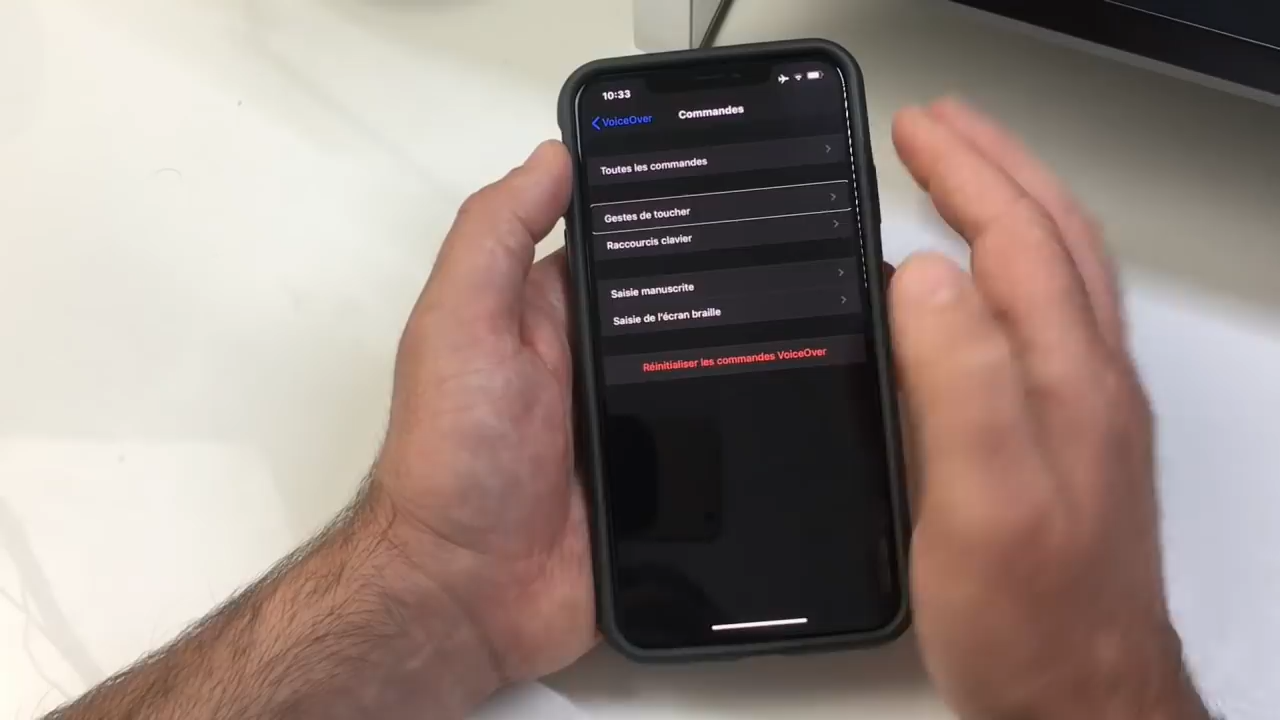 10:33
VoiceOver
Commandes
Toutes les commandes
Gestes de toucher
Raccourcis clavier
Saisie manuscrite
Saisie de l'écran braille
Réinitialiser les commandes VoiceOver